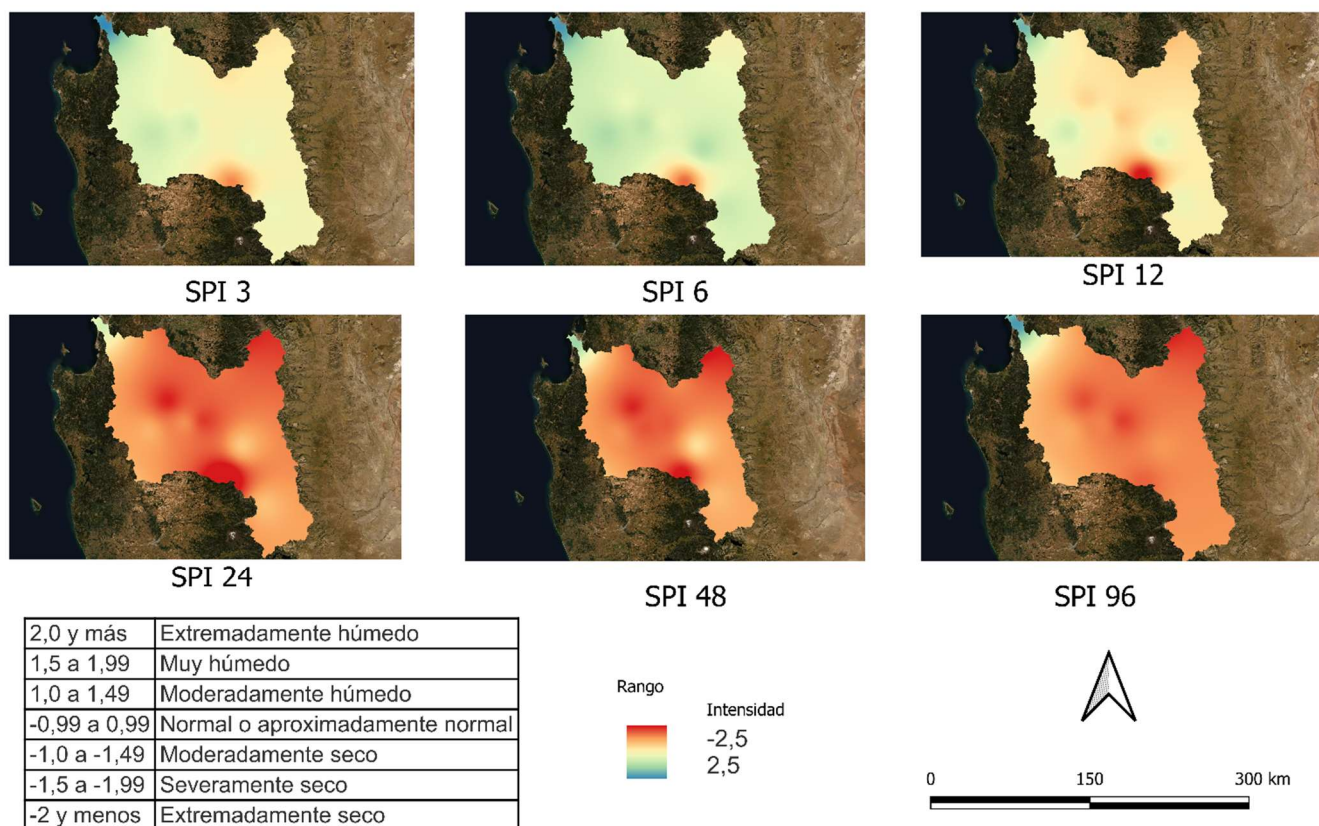 SPI 3
SPI 6
SPI 12
SPI 24
SPI 48
SPI 96
2,0 y más Extremadamente húmedo
1,5 a 1,99 Muy húmedo
1,0 a 1,49 Moderadamente húmedo
-0,99 a 0,99 Normal o aproximadamente normal
-1,0 a -1,49 Moderadamente seco
-1,5 a -1,99 Severamente seco
-2 y menos Extremadamente seco
Rango
Intensidad
-2,5
2,5
0 150 300 km